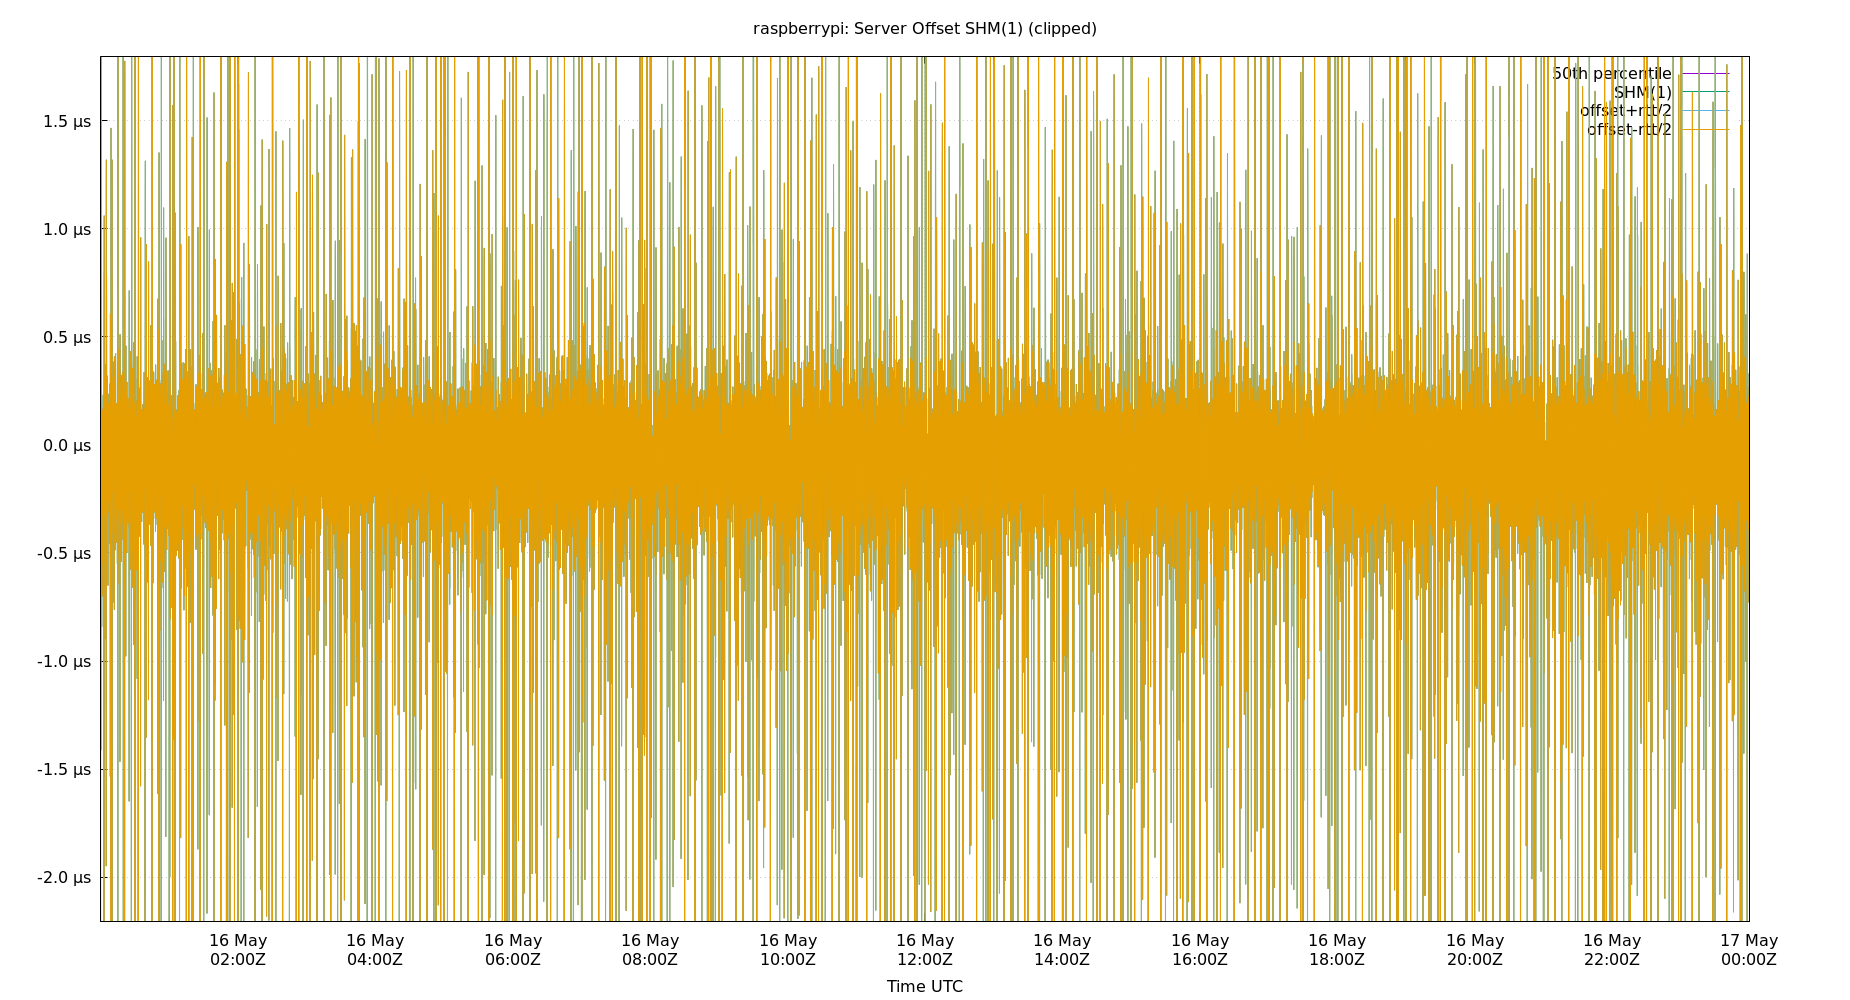 raspberrypi: Server Offset SHM(1) (clipped)
50th percentile
SHM(1)
offset+rtt/2
offset-rtt/2
1.5 µs
1.0 µs
0.5 µs
0.0 µs
-0.5 µs
-1.0 µs
-1.5 µs
-2.0 µs
16 May 16 May 16 May 16 May 16 May 16 May 16 May 16 May 16 May 16 May 16 May 17 May
02:00Z 04:00Z 06:00Z 08:00Z 10:00Z 12:00Z 14:00Z 16:00Z 18:00Z 20:00Z 22:00Z 00:00Z
Time UTC